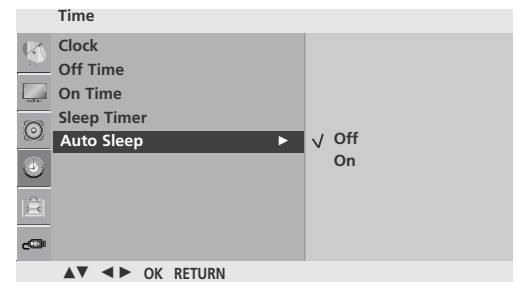 Time
Clock
Off Time
On Time
Sleep Timer
Auto Sleep ► √ Off
On
▲▼ ◄► OK RETURN